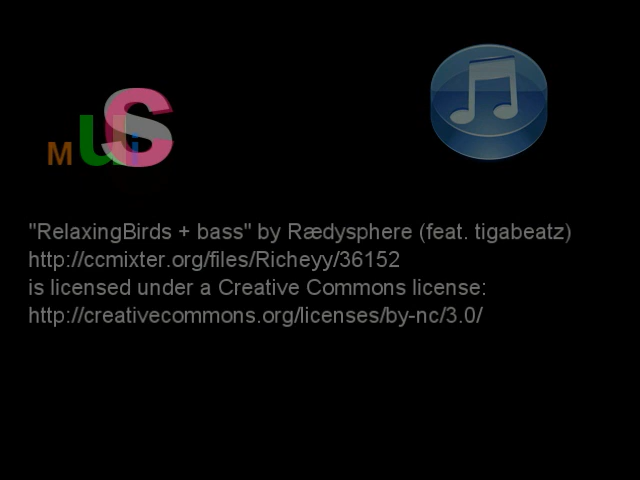 MUSi
"RelaxingBirds + bass" by Rædysphere (feat. tigabeatz)
http://ccmixter.org/files/Richeyy/36152
is licensed under a Creative Commons license:
http://creativecommons.org/licenses/by-nc/3.0/